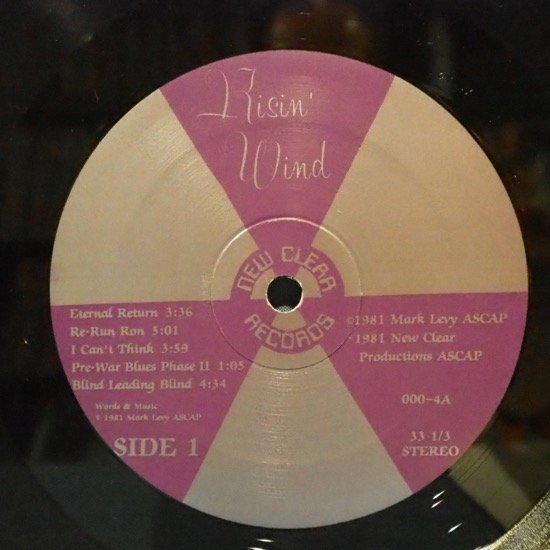 Risin'
Wind
NEW CLEAR
RECORDS
Eternal Return 3:36
Re-Run Ron 5:01
I Can't Think 3:59
Pre-War Blues Phase II 1:05
Blind Leading Blind 4:34
Words & Music
© 1981 Mark Levy ASCAP
SIDE 1
©1981 Mark Levy ASCAP
1981 New Clear
Productions ASCAP
000-4A
33 1/3
STEREO